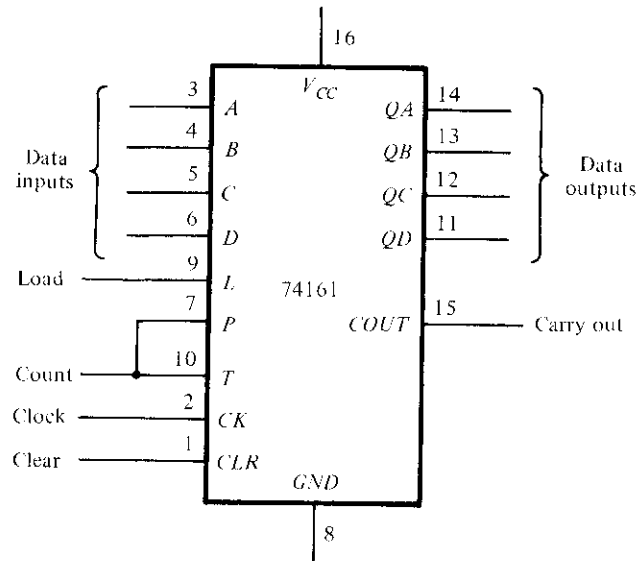 16
V_CC
3 A QA 14
4 B QB 13
Data inputs
5 C QC 12
Data outputs
6 D QD 11
Load 9 L
74161
7 P COUT 15 Carry out
Count 10 T
Clock 2 CK
Clear 1 CLR
GND
8